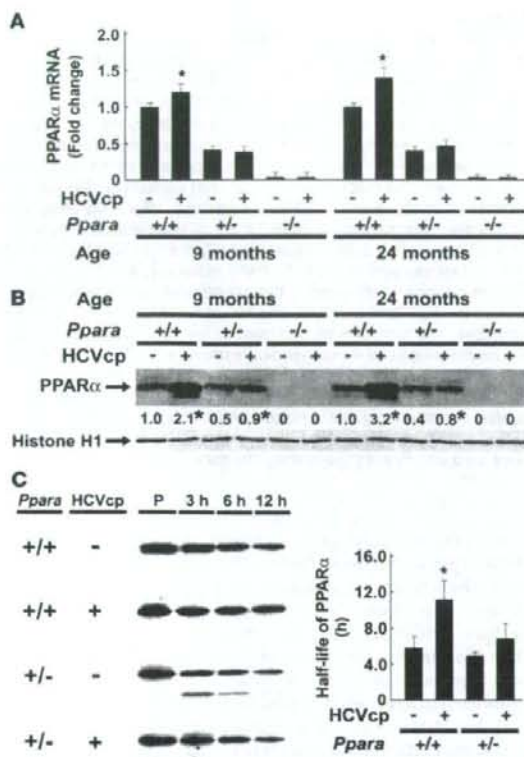 A
PPARα mRNA
(Fold change)
2.0
1.5
1.0
0.5
0
* *
HCVcp - + - + - + - + - + - +
Ppara +/+ +/- -/- +/+ +/- -/-
Age 9 months 24 months
B
Age 9 months 24 months
Ppara +/+ +/- -/- +/+ +/- -/-
HCVcp - + - + - + - + - + - +
PPARα
1.0 2.1* 0.5 0.9* 0 0 1.0 3.2* 0.4 0.8* 0 0
Histone H1
C
Ppara HCVcp P 3 h 6 h 12 h
+/+ -
+/+ +
+/- -
+/- +
Half-life of PPARα
(h)
16.0
12.0
8.0
4.0
0
*
HCVcp - + - +
Ppara +/+ +/-